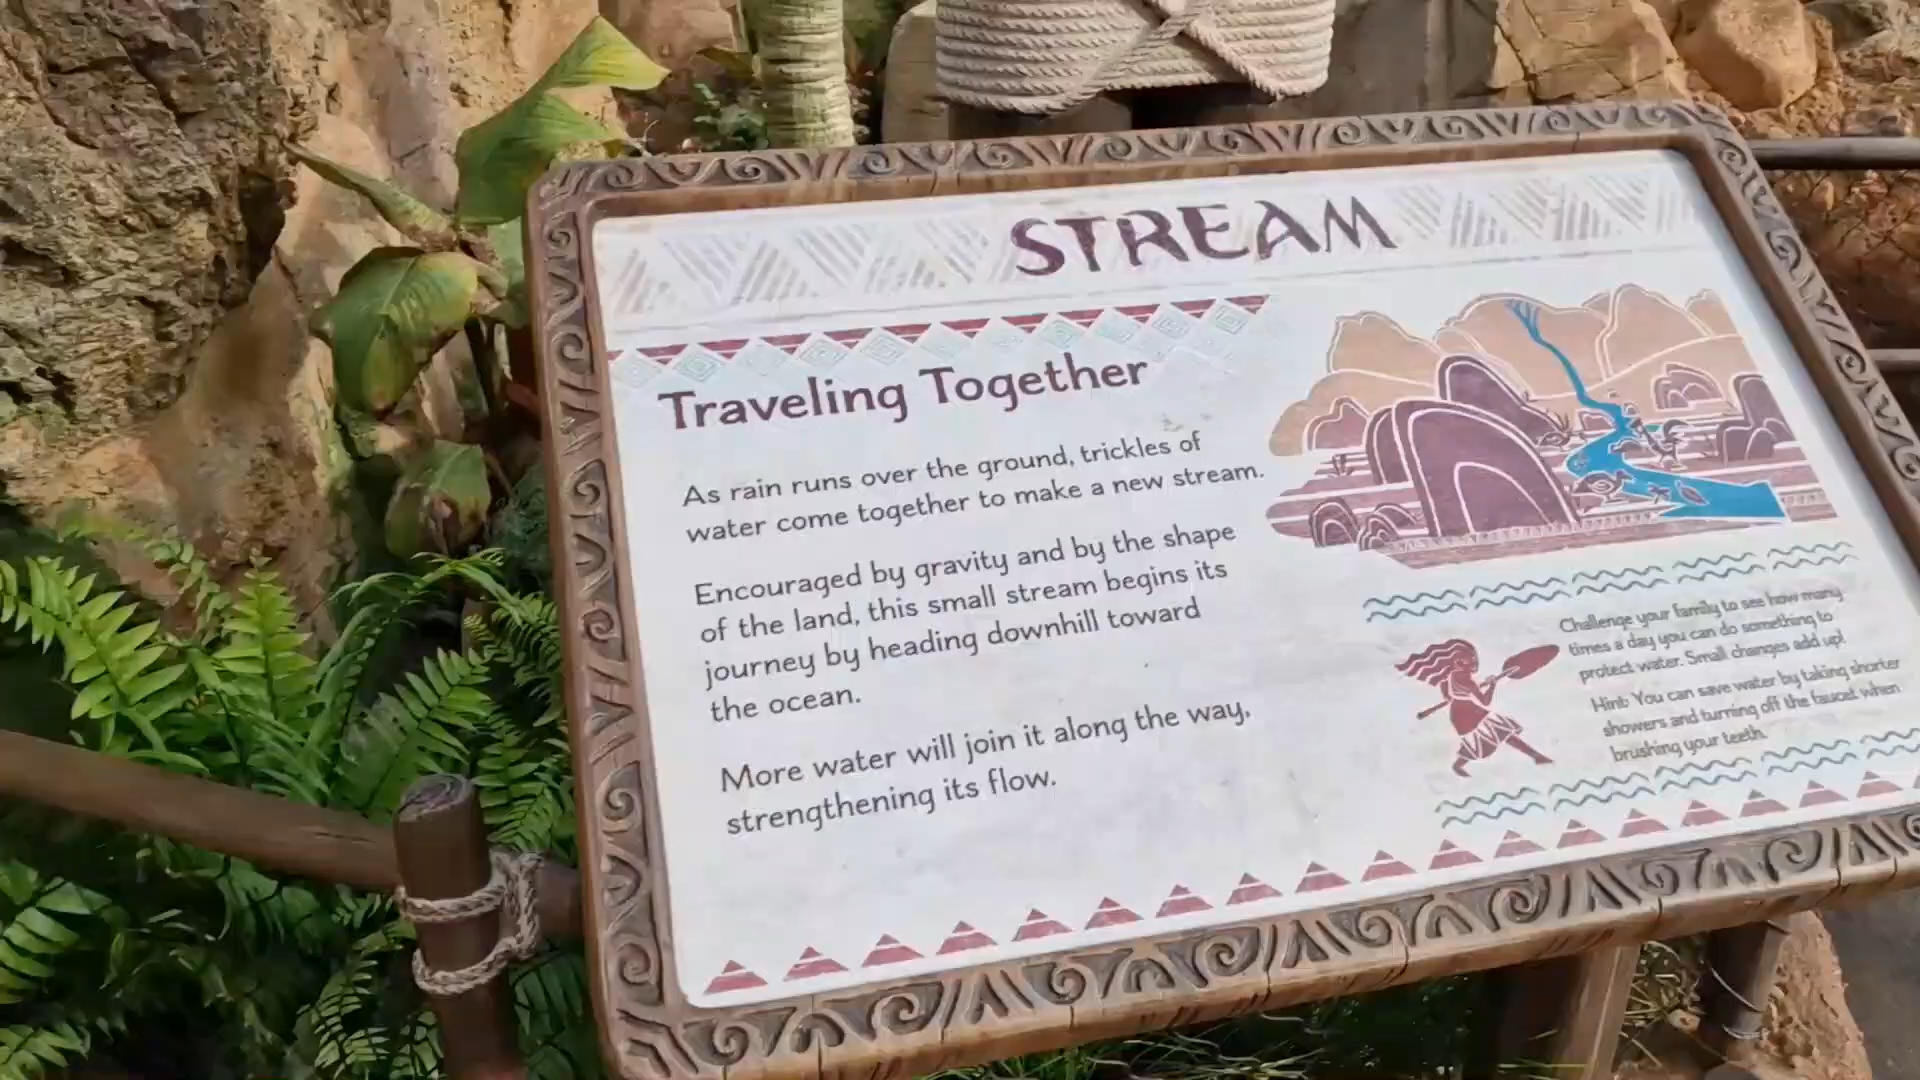 STREAM
Traveling Together
As rain runs over the ground, trickles of
water come together to make a new stream.
Encouraged by gravity and by the shape
of the land, this small stream begins its
journey by heading downhill toward
the ocean.
More water will join it along the way,
strengthening its flow.
Challenge your family to see how many
times a day you can do something to
protect water. Small changes add up!
Hint: You can save water by taking shorter
showers and turning off the faucet when
brushing your teeth.